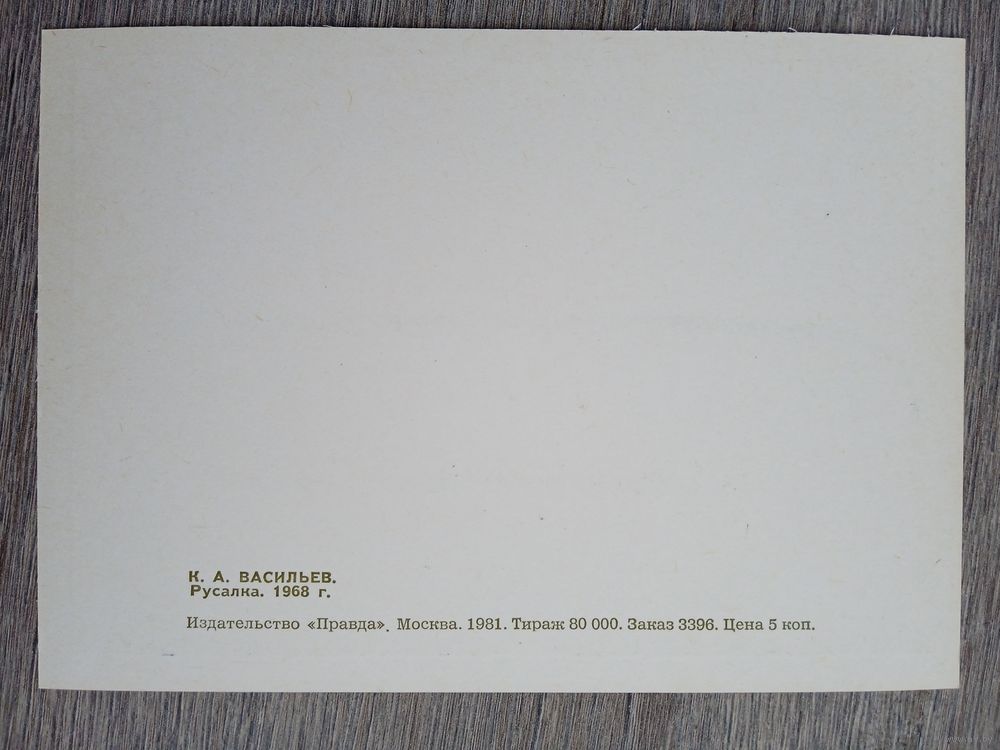 К. А. ВАСИЛЬЕВ.
Русалка. 1968 г.
Издательство «Правда». Москва. 1981. Тираж 80 000. Заказ 3396. Цена 5 коп.